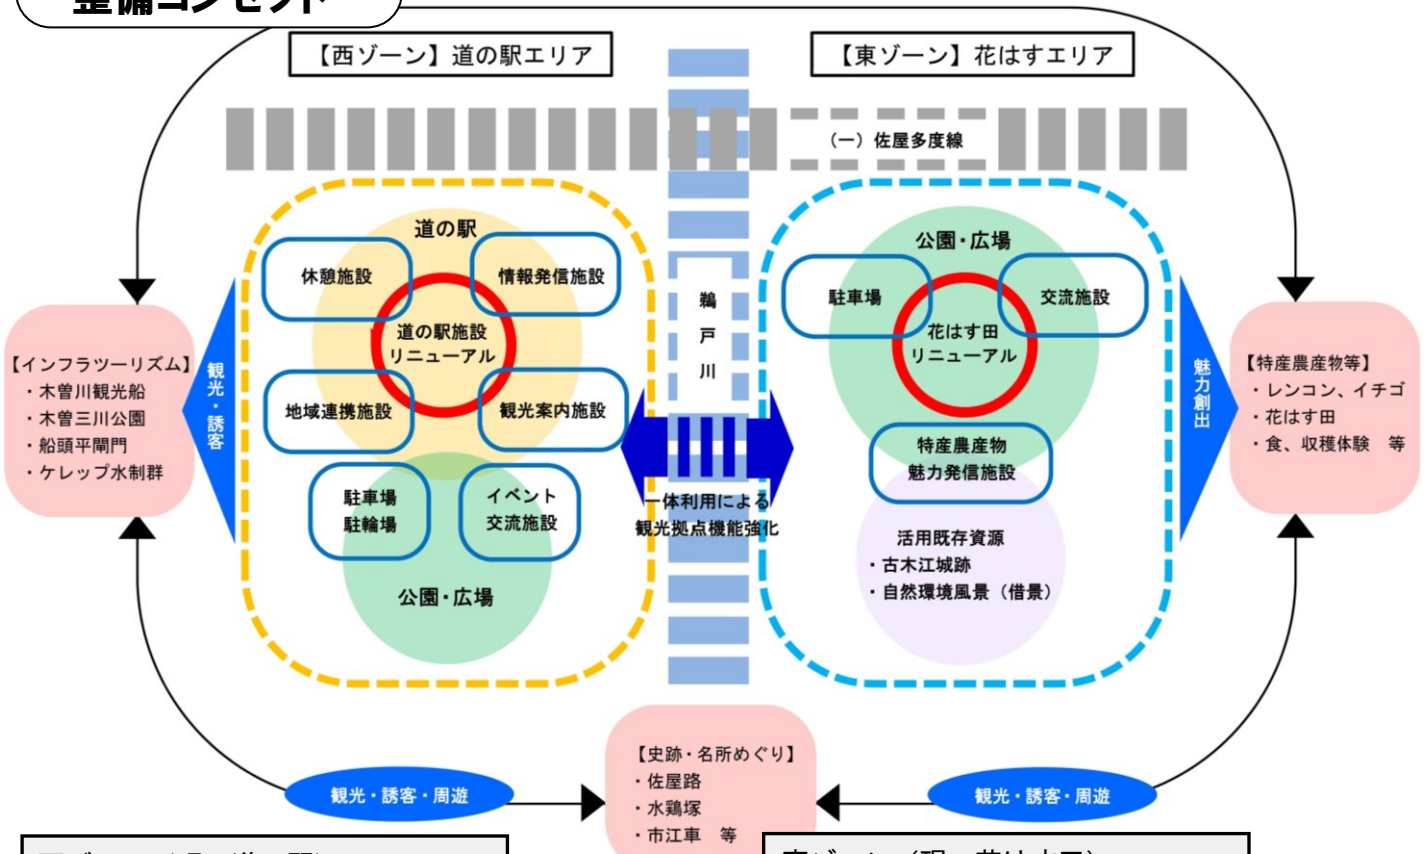 整備コンセプト
【西ゾーン】道の駅エリア
【東ゾーン】花はすエリア
(一)佐屋多度線
道の駅
休憩施設
情報発信施設
道の駅施設
リニューアル
地域連携施設
観光案内施設
駐車場
駐輪場
イベント
交流施設
公園・広場
鵜戸川
公園・広場
駐車場
交流施設
花はす田
リニューアル
特産農産物
魅力発信施設
活用既存資源
・古木江城跡
・自然環境風景(借景)
一体利用による
観光拠点機能強化
観光・誘客
魅力創出
【インフラツーリズム】
・木曽川観光船
・木曽三川公園
・船頭平閘門
・ケレップ水制群
【特産農産物等】
・レンコン、イチゴ
・花はす田
・食、収穫体験 等
観光・誘客・周遊
【史跡・名所めぐり】
・佐屋路
・水鶏塚
・市江車 等
観光・誘客・周遊